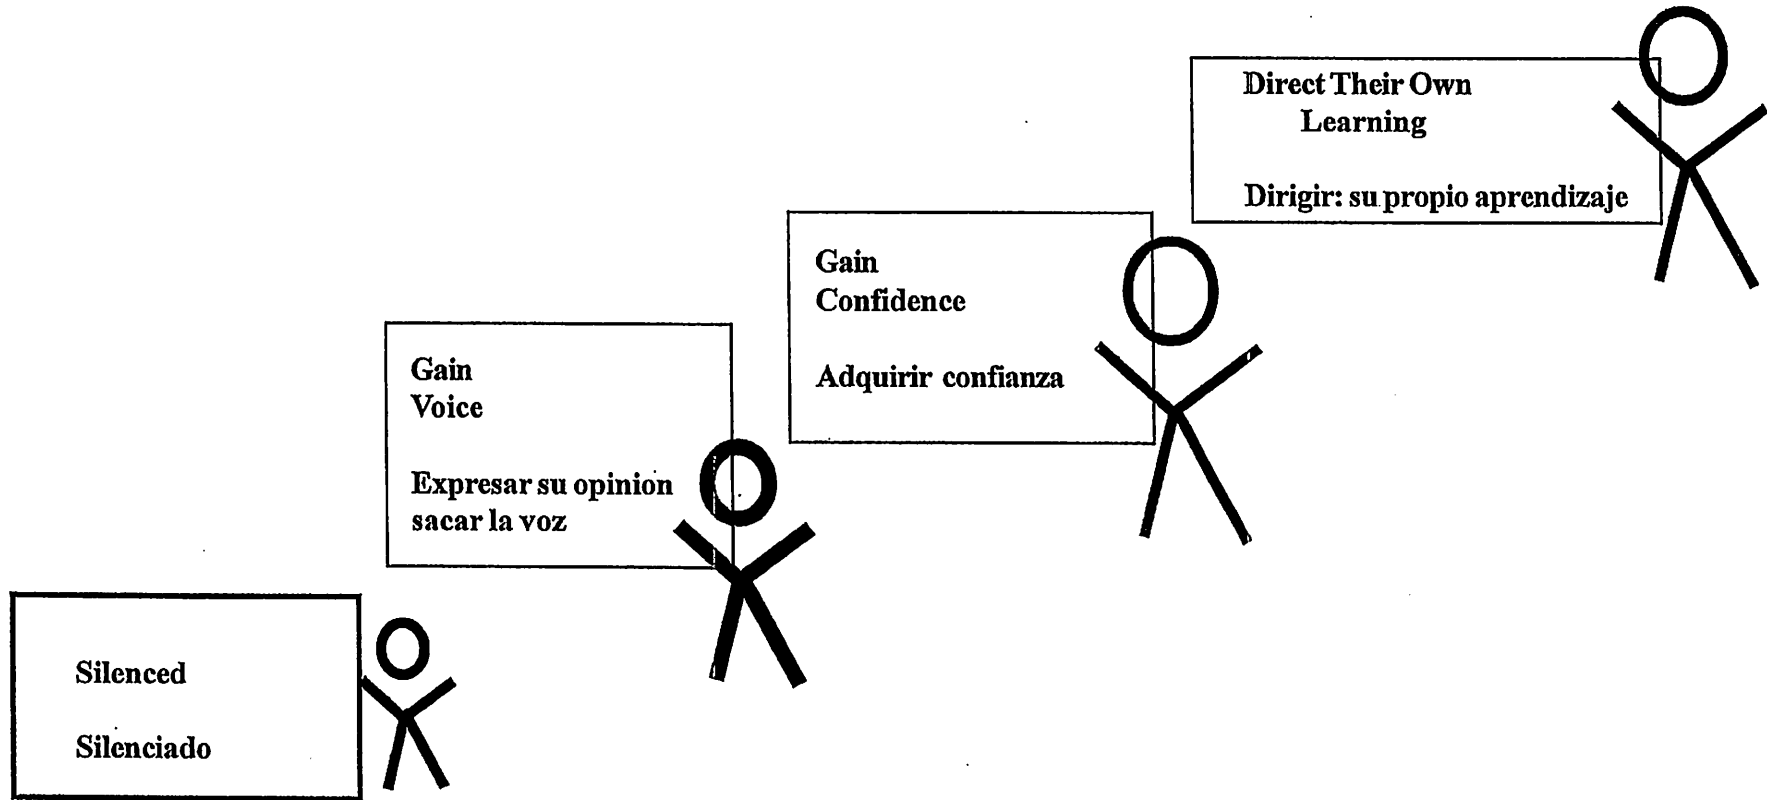 Direct Their Own
Learning
Dirigir: su propio aprendizaje
Gain
Confidence
Adquirir confianza
Gain
Voice
Expresar su opinion
sacar la voz
Silenced
Silenciado